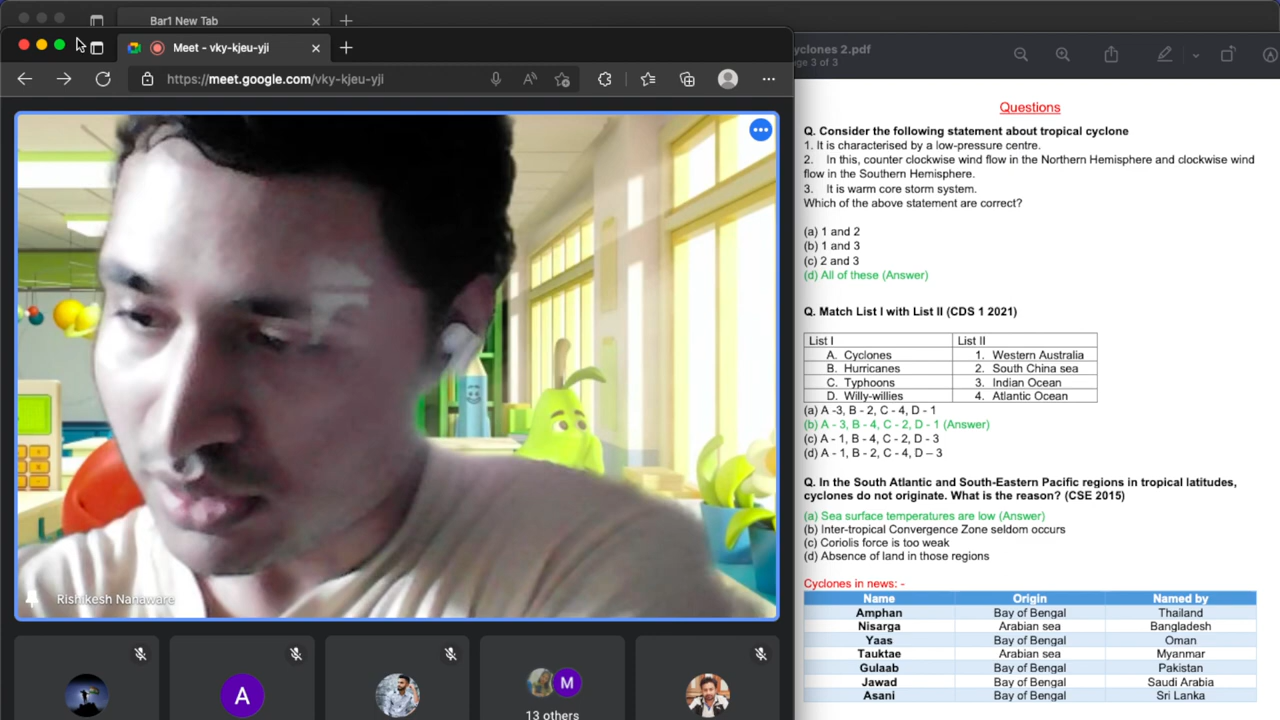 Bar1 New Tab
Meet - vky-kjeu-yji
https://meet.google.com/vky-kjeu-yji
Rishikesh Nanaware
A
M
13 others
yclones 2.pdf
ge 3 of 3
Questions
Q. Consider the following statement about tropical cyclone
1. It is characterised by a low-pressure centre.
2. In this, counter clockwise wind flow in the Northern Hemisphere and clockwise wind
flow in the Southern Hemisphere.
3. It is warm core storm system.
Which of the above statement are correct?
(a) 1 and 2
(b) 1 and 3
(c) 2 and 3
(d) All of these (Answer)
Q. Match List I with List II (CDS 1 2021)
List I List II
A. Cyclones 1. Western Australia
B. Hurricanes 2. South China sea
C. Typhoons 3. Indian Ocean
D. Willy-willies 4. Atlantic Ocean
(a) A -3, B - 2, C - 4, D - 1
(b) A - 3, B - 4, C - 2, D - 1 (Answer)
(c) A - 1, B - 4, C - 2, D - 3
(d) A - 1, B - 2, C - 4, D – 3
Q. In the South Atlantic and South-Eastern Pacific regions in tropical latitudes,
cyclones do not originate. What is the reason? (CSE 2015)
(a) Sea surface temperatures are low (Answer)
(b) Inter-tropical Convergence Zone seldom occurs
(c) Coriolis force is too weak
(d) Absence of land in those regions
Cyclones in news: -
Name Origin Named by
Amphan Bay of Bengal Thailand
Nisarga Arabian sea Bangladesh
Yaas Bay of Bengal Oman
Tauktae Arabian sea Myanmar
Gulaab Bay of Bengal Pakistan
Jawad Bay of Bengal Saudi Arabia
Asani Bay of Bengal Sri Lanka